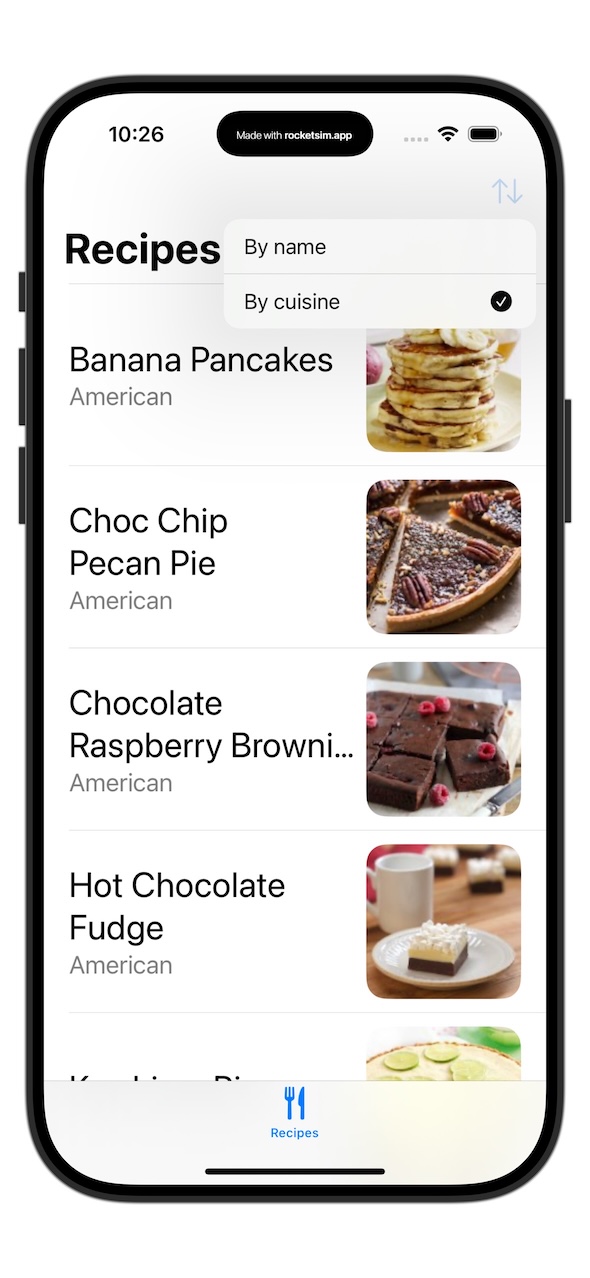 10:26
Made with rocketsim.app
Recipes
By name
By cuisine
Banana Pancakes
American
Choc Chip
Pecan Pie
American
Chocolate
Raspberry Browni...
American
Hot Chocolate
Fudge
American
Recipes